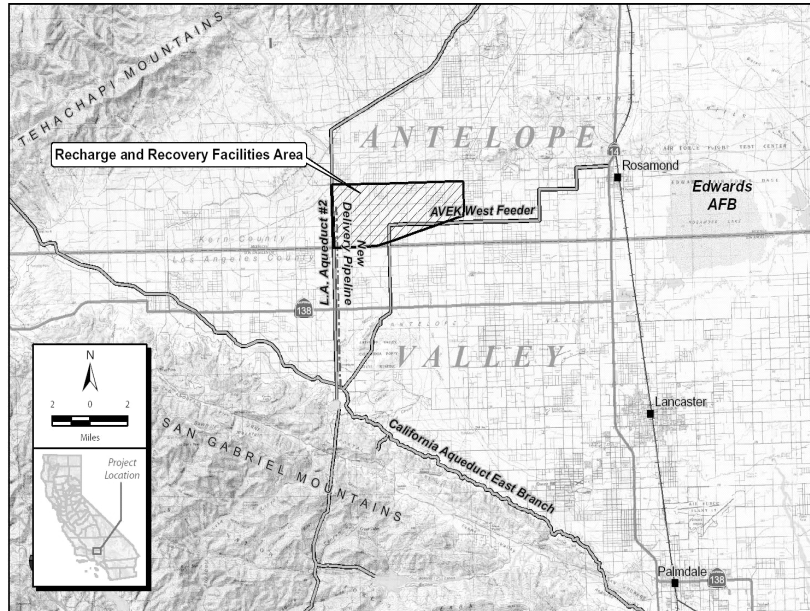 TEHACHAPI MOUNTAINS
ANTELOPE
Recharge and Recovery Facilities Area
14
Rosamond
Edwards
AFB
AVEK West Feeder
L.A. Aqueduct #2
New
Delivery Pipeline
Kern County
Los Angeles County
138
VALLEY
N
2 0 2
Miles
Lancaster
California Aqueduct East Branch
SAN GABRIEL MOUNTAINS
Project
Location
Palmdale
138